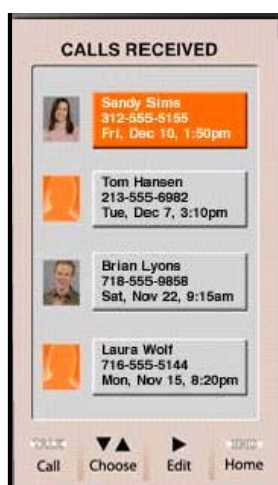 CALLS RECEIVED
Sandy Sims
312-555-5155
Fri, Dec 10, 1:50pm
Tom Hansen
213-555-6982
Tue, Dec 7, 3:10pm
Brian Lyons
718-555-9858
Sat, Nov 22, 9:15am
Laura Wolf
716-555-5144
Mon, Nov 15, 8:20pm
TALK END
Call Choose Edit Home